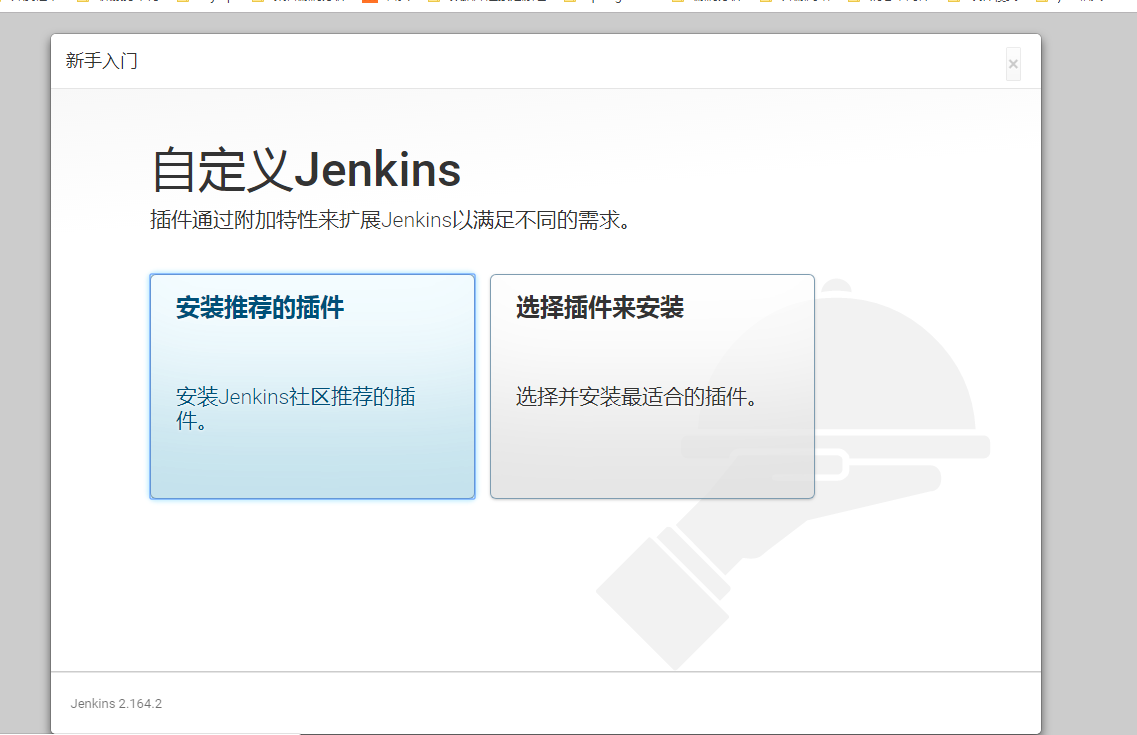 新手入门
×
自定义Jenkins
插件通过附加特性来扩展Jenkins以满足不同的需求。
安装推荐的插件
安装Jenkins社区推荐的插
件。
选择插件来安装
选择并安装最适合的插件。
Jenkins 2.164.2